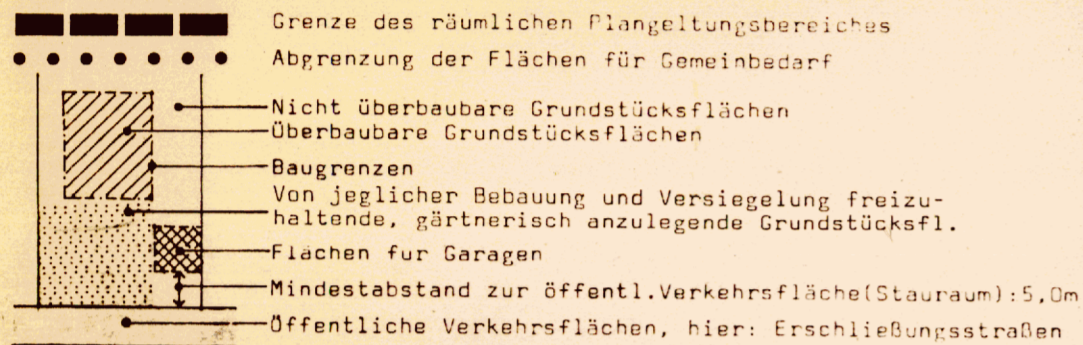 Grenze des räumlichen Plangeltungsbereiches
Abgrenzung der Flächen für Gemeinbedarf
Nicht überbaubare Grundstücksflächen
Überbaubare Grundstücksflächen
Baugrenzen
Von jeglicher Bebauung und Versiegelung freizu-
haltende, gärtnerisch anzulegende Grundstücksfl.
Flächen fur Garagen
Mindestabstand zur öffentl.Verkehrsfläche(Stauraum):5,0m
Öffentliche Verkehrsflächen, hier: Erschließungsstraßen